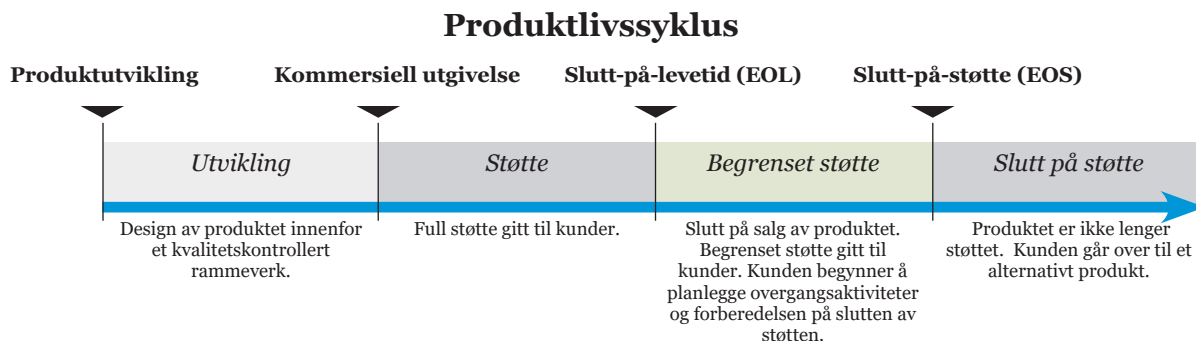 Produktlivssyklus
Produktutvikling
Kommersiell utgivelse
Slutt-på-levetid (EOL)
Slutt-på-støtte (EOS)
Utvikling
Støtte
Begrenset støtte
Slutt på støtte
Design av produktet innenfor
et kvalitetskontrollert
rammeverk.
Full støtte gitt til kunder.
Slutt på salg av produktet.
Begrenset støtte gitt til
kunder. Kunden begynner å
planlegge overgangsaktiviteter
og forberedelsen på slutten av
støtten.
Produktet er ikke lenger
støttet.  Kunden går over til et
alternativt produkt.